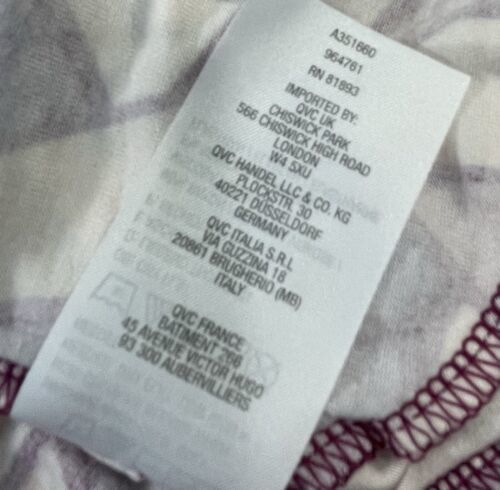 A351660
964761
RN 81893
IMPORTED BY:
QVC UK
CHISWICK PARK
566 CHISWICK HIGH ROAD
LONDON
W4 5XU
QVC HANDEL LLC & CO. KG
PLOCKSTR. 30
40221 DÜSSELDORF
GERMANY
QVC ITALIA S.R.L
VIA GUZZINA 18
20861 BRUGHERIO (MB)
ITALY
QVC FRANCE
BATIMENT 266
45 AVENUE VICTOR HUGO
93 300 AUBERVILLIERS